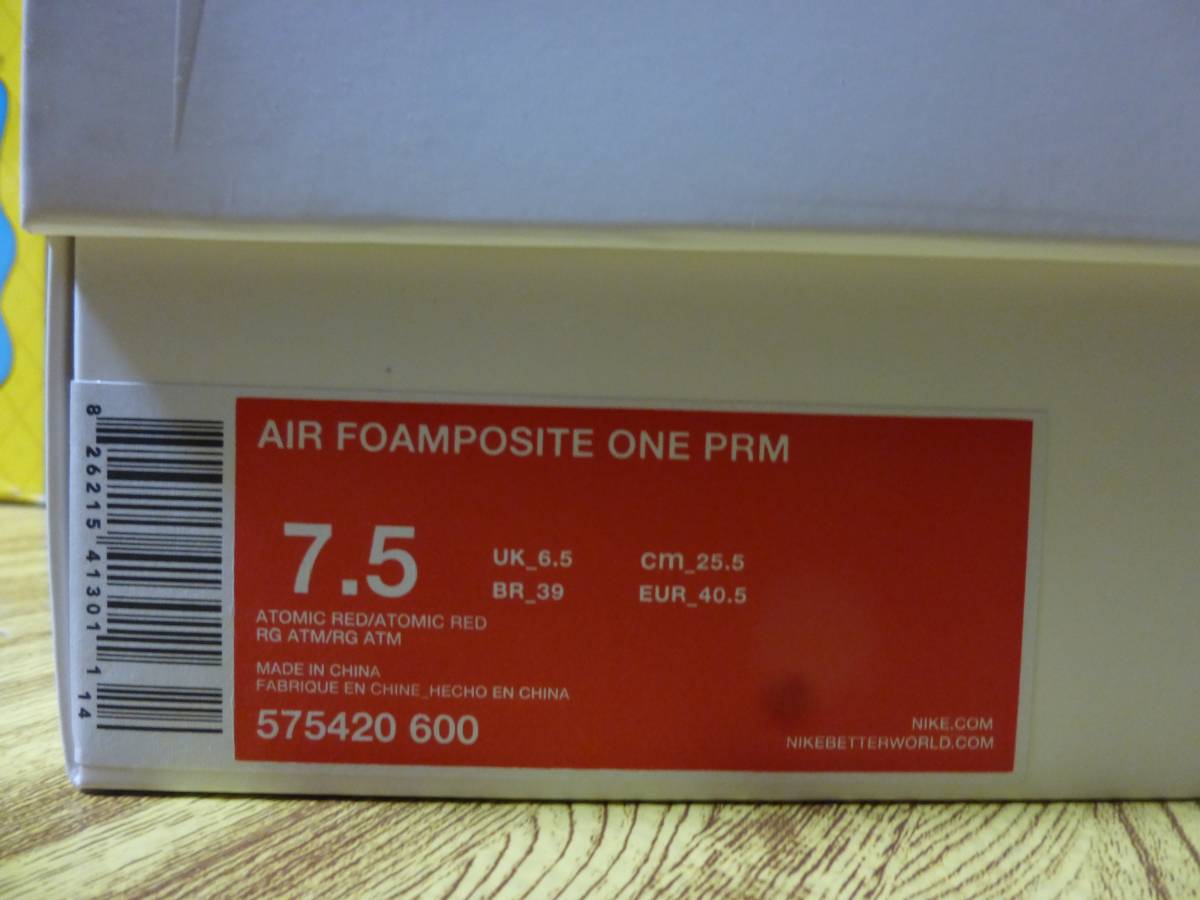 8 26215 41301 1 14
AIR FOAMPOSITE ONE PRM
7.5
UK_6.5 cm_25.5
BR_39 EUR_40.5
ATOMIC RED/ATOMIC RED
RG ATM/RG ATM
MADE IN CHINA
FABRIQUE EN CHINE_HECHO EN CHINA
575420 600
NIKE.COM
NIKEBETTERWORLD.COM